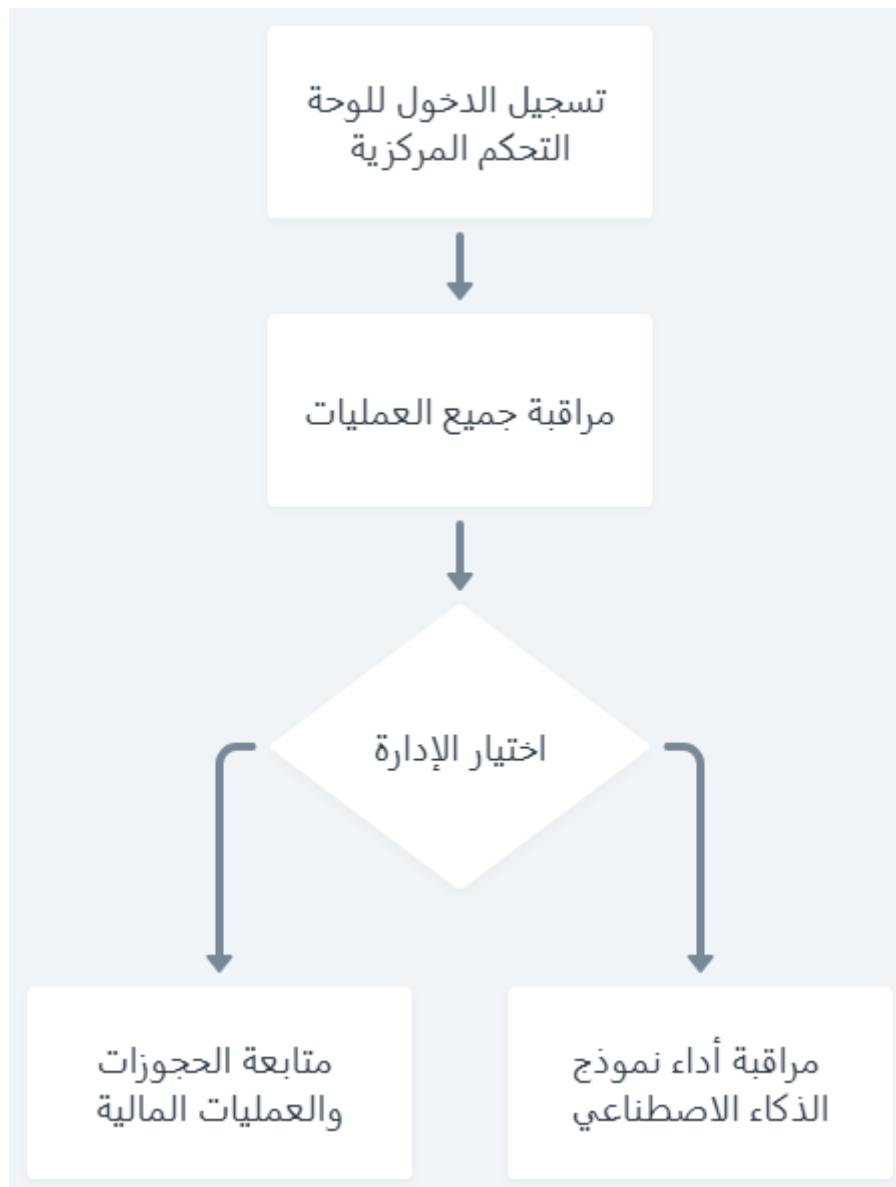 تسجيل الدخول للوحة
التحكم المركزية
مراقبة جميع العمليات
اختيار الإدارة
مراقبة أداء نموذج
الذكاء الاصطناعي
متابعة الحجوزات
والعمليات المالية